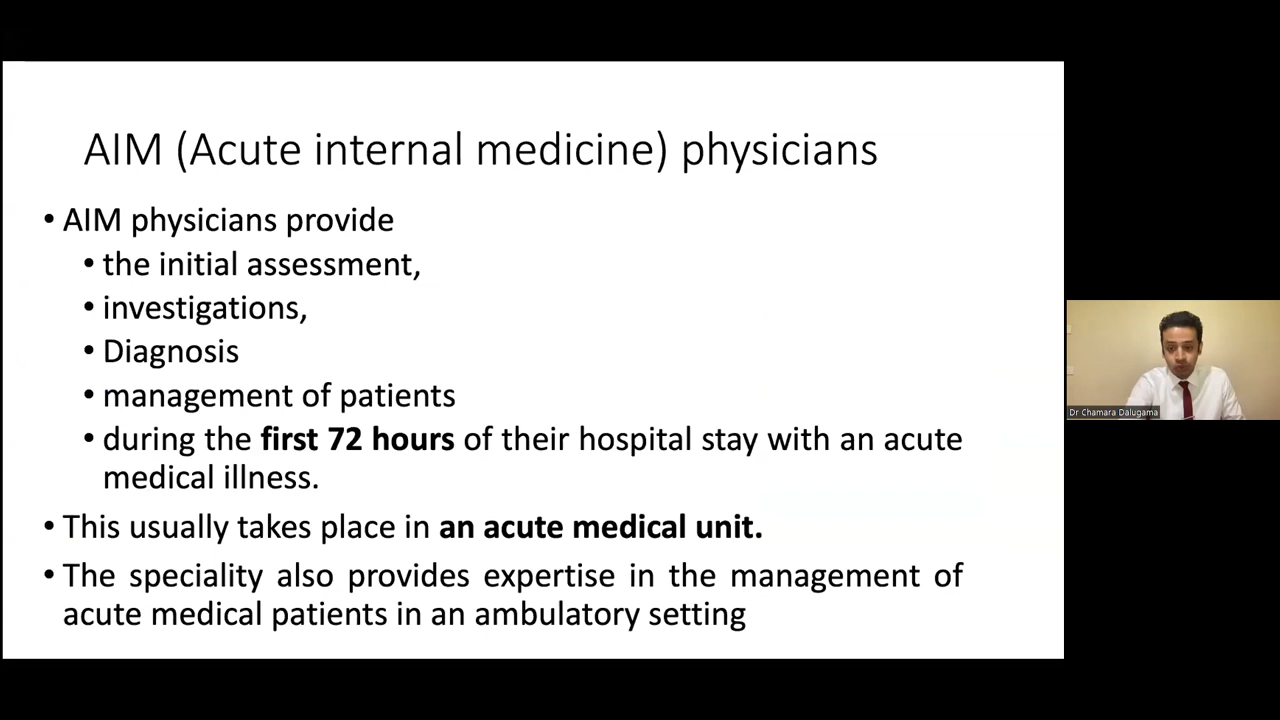 AIM (Acute internal medicine) physicians
• AIM physicians provide
• the initial assessment,
• investigations,
• Diagnosis
• management of patients
• during the first 72 hours of their hospital stay with an acute
medical illness.
• This usually takes place in an acute medical unit.
• The speciality also provides expertise in the management of
acute medical patients in an ambulatory setting
Dr Chamara Dalugama